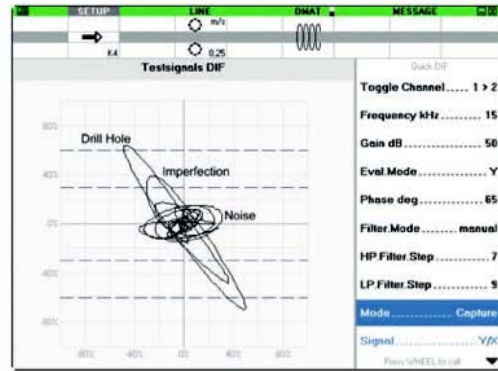 SETUP LINE DMAT MESSAGE
m/s
K4 0,25
Testsignals DIF
Quick DIF
Toggle Channel..... 1 > 2
Frequency kHz......... 15
Gain dB.................. 50
Eval.Mode................ Y
Phase deg............... 65
Filter.Mode....... manual
HP.Filter.Step........... 7
LP.Filter.Step........... 9
Mode............. Capture
Signal.................. Y/X
Press WHEEL to call
80%
Drill Hole
40%
Imperfection
Noise
0%
-40%
-80%
-80% -40% 0% 40% 80%